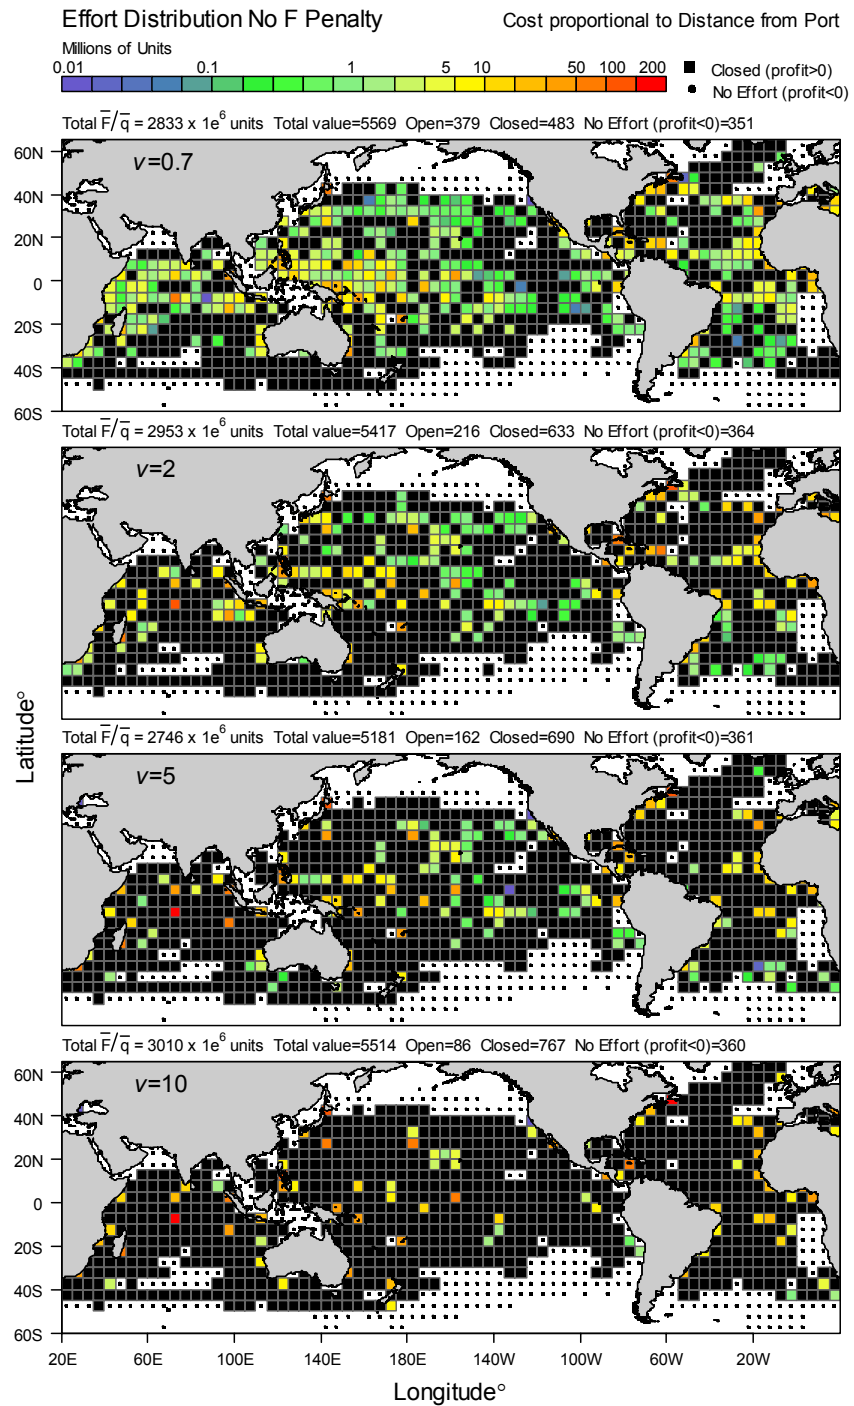 Effort Distribution No F Penalty
Cost proportional to Distance from Port
Millions of Units
0.01 0.1 1 5 10 50 100 200
Closed (profit>0)
No Effort (profit<0)
Total F̅/q̅ = 2833 x 1e⁶ units Total value=5569 Open=379 Closed=483 No Effort (profit<0)=351
v=0.7
60N
40N
20N
0
20S
40S
60S
Total F̅/q̅ = 2953 x 1e⁶ units Total value=5417 Open=216 Closed=633 No Effort (profit<0)=364
v=2
Latitude°
Total F̅/q̅ = 2746 x 1e⁶ units Total value=5181 Open=162 Closed=690 No Effort (profit<0)=361
v=5
Total F̅/q̅ = 3010 x 1e⁶ units Total value=5514 Open=86 Closed=767 No Effort (profit<0)=360
v=10
60N
40N
20N
0
20S
40S
60S
20E 60E 100E 140E 180E 140W 100W 60W 20W
Longitude°